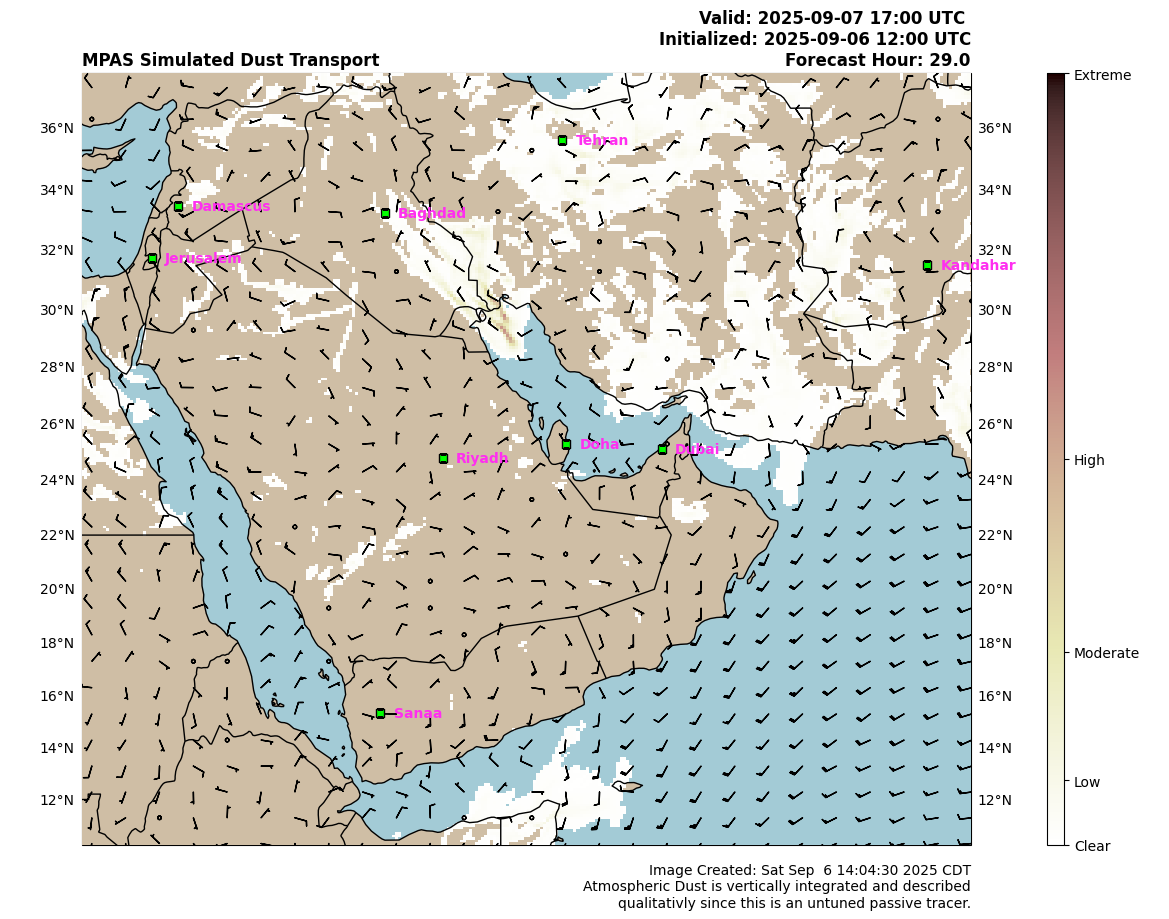 Valid: 2025-09-07 17:00 UTC
Initialized: 2025-09-06 12:00 UTC
MPAS Simulated Dust Transport
Forecast Hour: 29.0
Extreme
36°N
Tehran
36°N
34°N
34°N
Damascus
Baghdad
32°N
32°N
Jerusalem
Kandahar
30°N
30°N
28°N
28°N
26°N
26°N
Doha
Dubai
Riyadh
High
24°N
24°N
22°N
22°N
20°N
20°N
18°N
18°N
Moderate
16°N
16°N
Sanaa
14°N
14°N
12°N
12°N
Low
Clear
Image Created: Sat Sep  6 14:04:30 2025 CDT
Atmospheric Dust is vertically integrated and described
qualitativly since this is an untuned passive tracer.